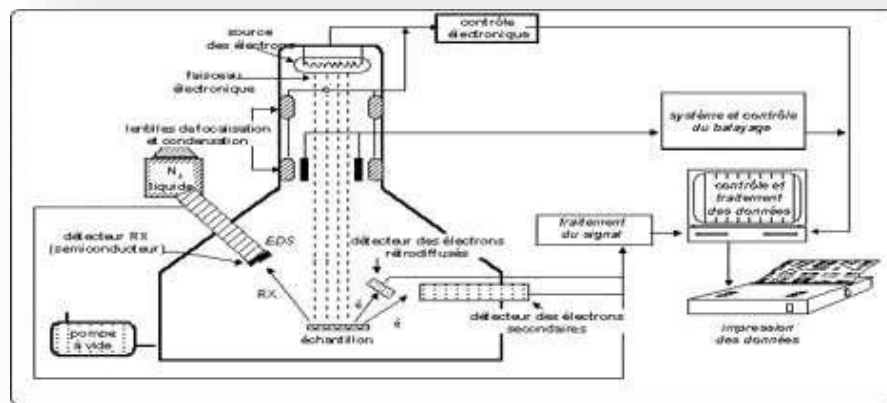 source
des électrons
faisceau
électronique
lentilles de focalisation
et condensation
N₂
liquide
détecteur RX
(semiconducteur)
EDS
RX
détecteur des électrons
rétrodiffusés
é
é
échantillon
détecteur des électrons
secondaires
pompe
à vide
contrôle
électronique
système et contrôle
du balayage
traitement
du signal
contrôle et
traitement
des données
impression
des données